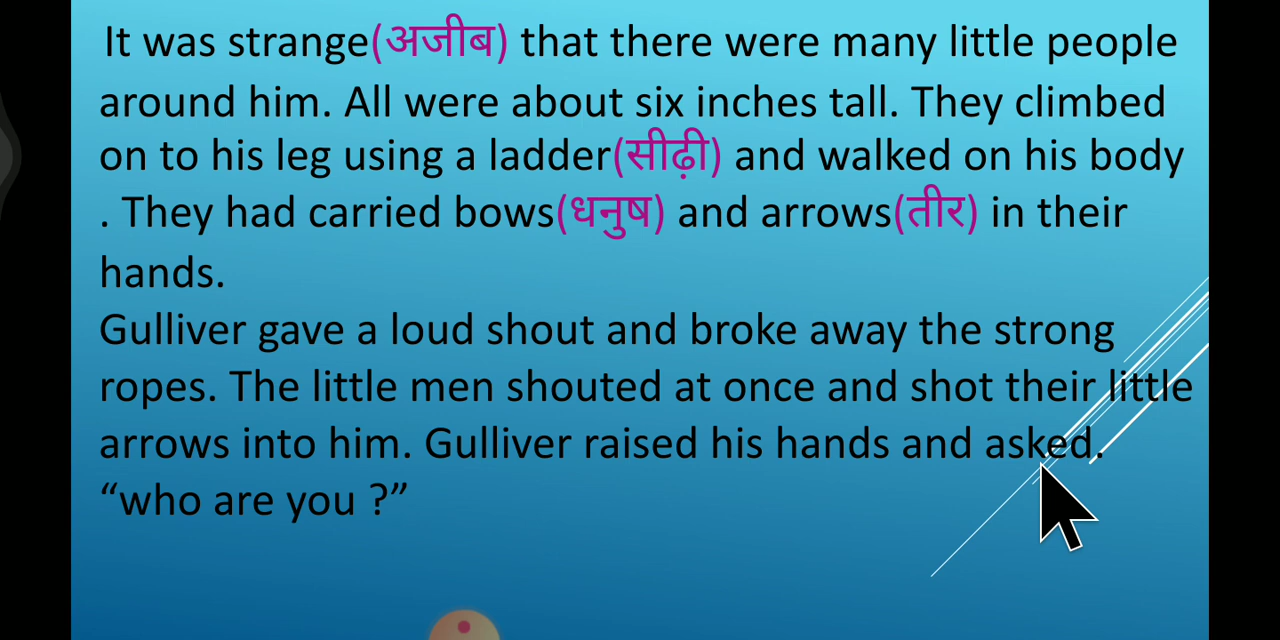 It was strange(अजीब) that there were many little people
around him. All were about six inches tall. They climbed
on to his leg using a ladder(सीढ़ी) and walked on his body
. They had carried bows(धनुष) and arrows(तीर) in their
hands.
Gulliver gave a loud shout and broke away the strong
ropes. The little men shouted at once and shot their little
arrows into him. Gulliver raised his hands and asked.
“who are you ?”